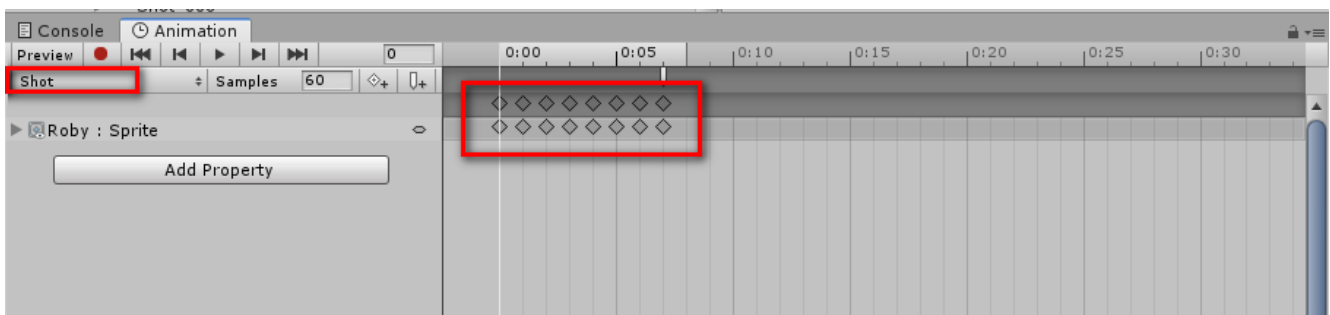 Console Animation
Preview 0 0:00 0:05 0:10 0:15 0:20 0:25 0:30
Shot Samples 60
Roby : Sprite
Add Property